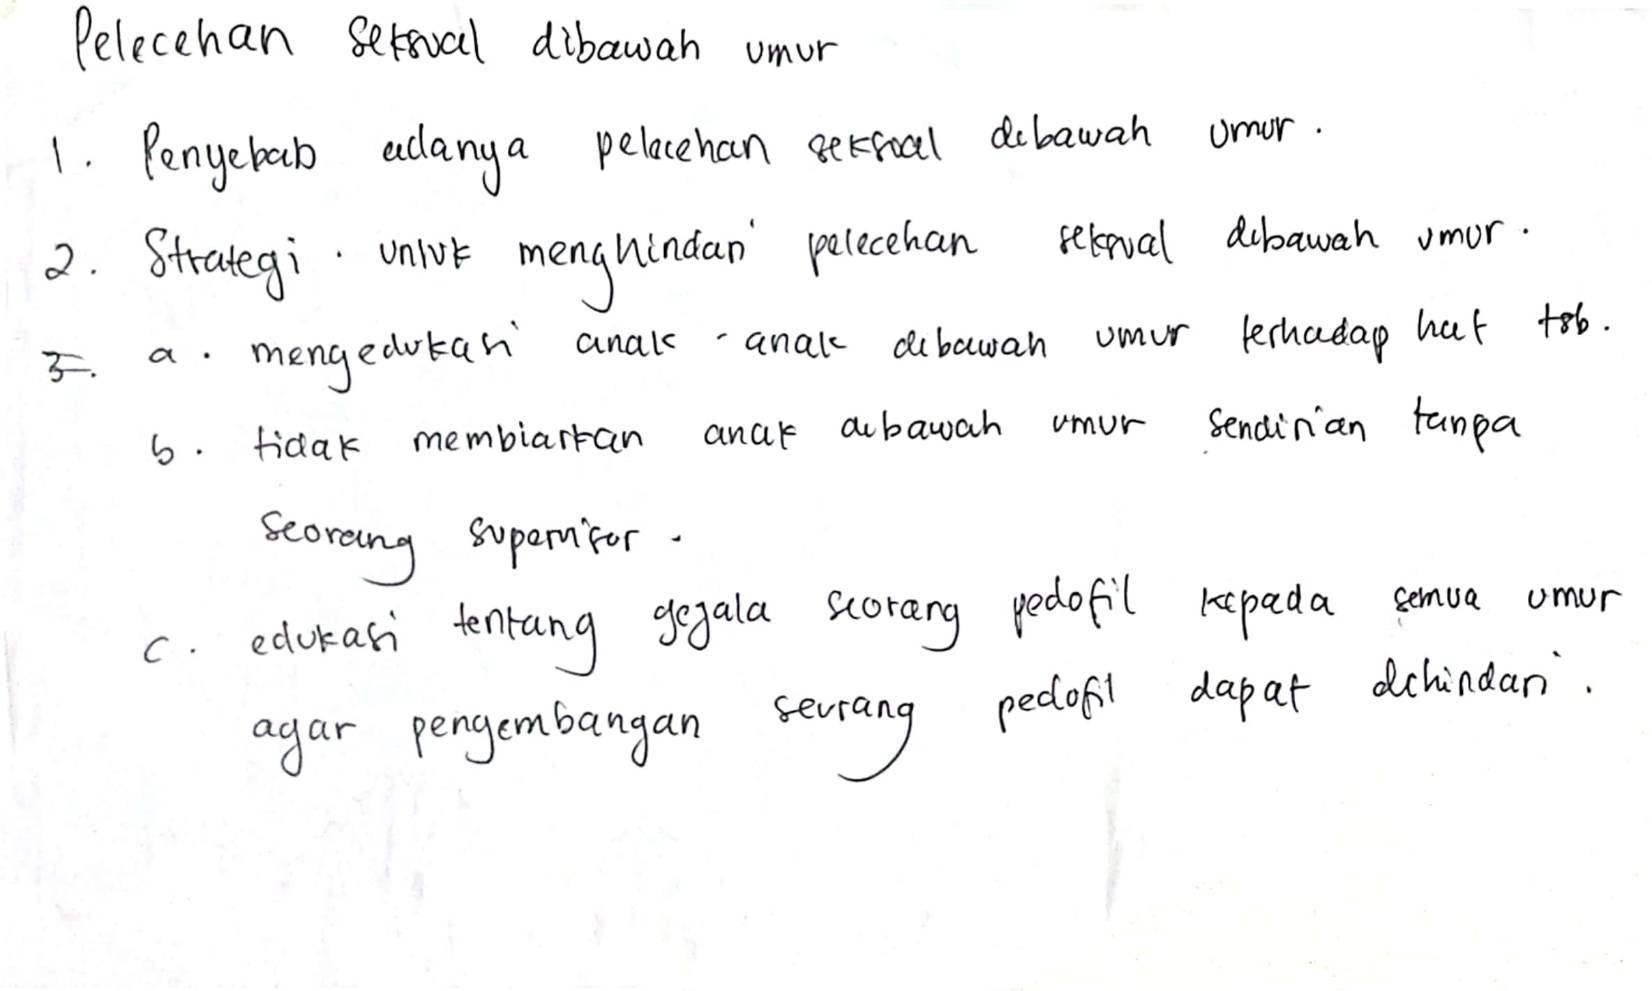 Pelecehan seksual dibawah umur
1. Penyebab adanya pelecehan seksual dibawah umur.
2. Strategi untuk menghindari pelecehan seksual dibawah umur.
3. a. mengedukasi anak-anak dibawah umur terhadap hal tsb.
b. tidak membiarkan anak dibawah umur sendirian tanpa
seorang supervisor.
c. edukasi tentang gejala seorang pedofil kepada semua umur
agar pengembangan seorang pedofil dapat dihindari.